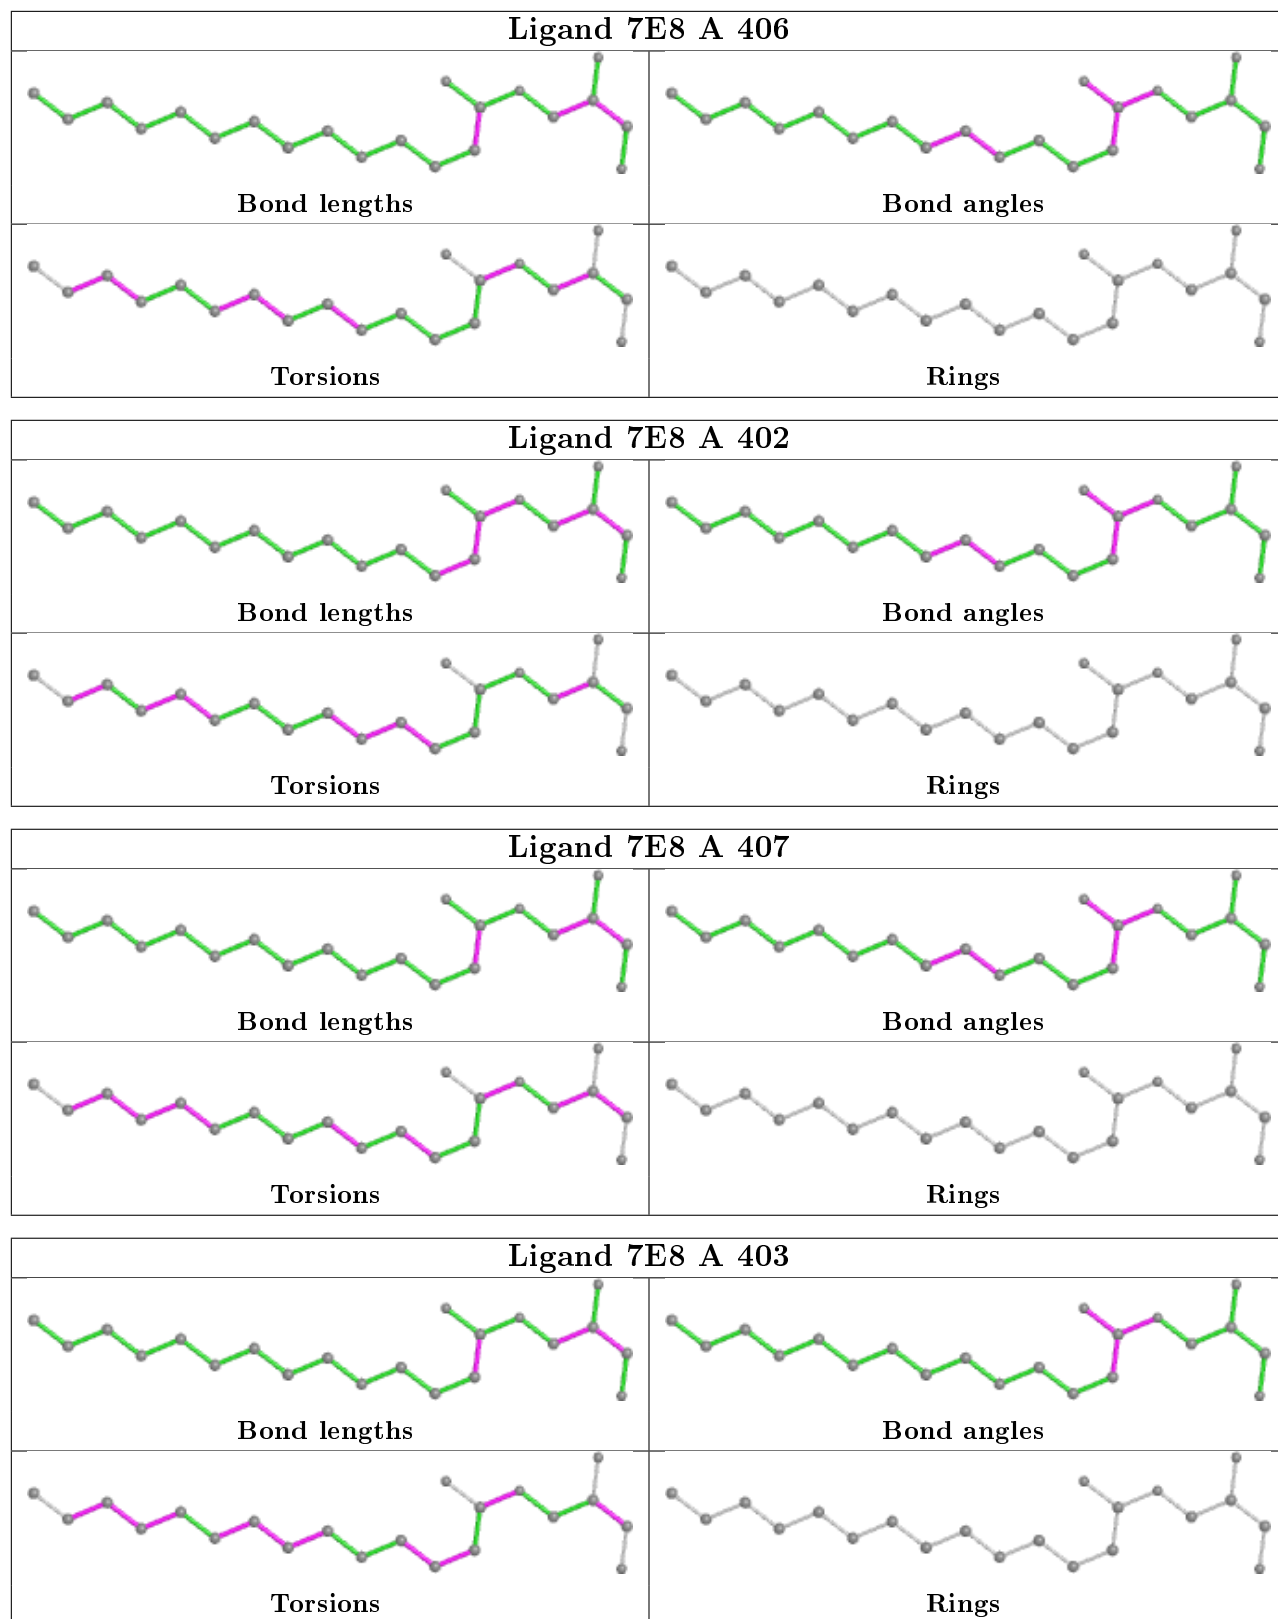 Ligand 7E8 A 406
Bond lengths
Bond angles
Torsions
Rings
Ligand 7E8 A 402
Bond lengths
Bond angles
Torsions
Rings
Ligand 7E8 A 407
Bond lengths
Bond angles
Torsions
Rings
Ligand 7E8 A 403
Bond lengths
Bond angles
Torsions
Rings